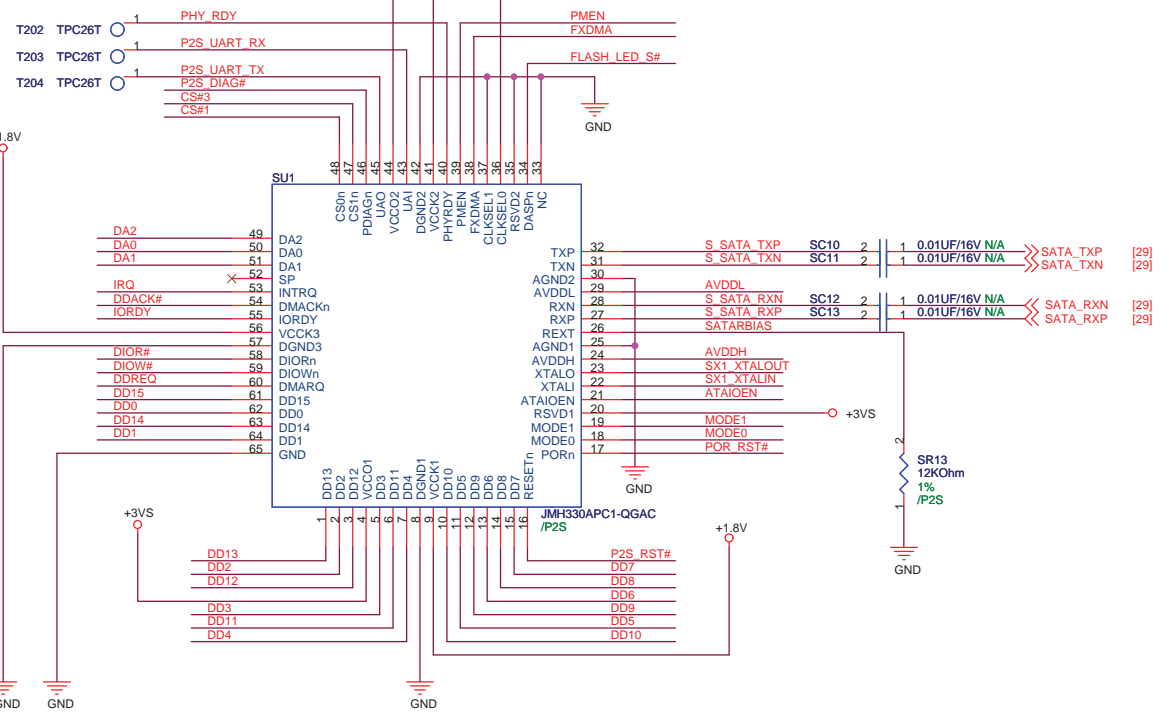 T202 TPC26T 1 PHY_RDY
T203 TPC26T 1 P2S_UART_RX
T204 TPC26T 1 P2S_UART_TX
P2S_DIAG#
CS#3
CS#1
PMEN
FXDMA
FLASH_LED_S#
GND
1.8V
SU1
48 47 46 45 44 43 42 41 40 39 38 37 36 35 34 33
CS0n
CS1n
PDIAGn
UAO
VCCO2
UAI
DGND2
VCCK2
PHYRDY
PMEN
FXDMA
CLKSEL1
CLKSEL0
RSVD2
DASPn
NC
DA2 49 DA2
DA0 50 DA0
DA1 51 DA1
52 SP
IRQ 53 INTRQ
DDACK# 54 DMACKn
IORDY 55 IORDY
56 VCCK3
57 DGND3
DIOR# 58 DIORn
DIOW# 59 DIOWn
DDREQ 60 DMARQ
DD15 61 DD15
DD0 62 DD0
DD14 63 DD14
DD1 64 DD1
65 GND
TXP 32 S_SATA_TXP SC10 2 1 0.01UF/16V N/A SATA_TXP [29]
TXN 31 S_SATA_TXN SC11 2 1 0.01UF/16V N/A SATA_TXN [29]
AGND2 30
AVDDL 29 AVDDL
RXN 28 S_SATA_RXN SC12 2 1 0.01UF/16V N/A SATA_RXN [29]
RXP 27 S_SATA_RXP SC13 2 1 0.01UF/16V N/A SATA_RXP [29]
REXT 26 SATARBIAS
AGND1 25
AVDDH 24 AVDDH
XTALO 23 SX1_XTALOUT
XTALI 22 SX1_XTALIN
ATAIOEN 21 ATAIOEN
RSVD1 20 +3VS
MODE1 19 MODE1
MODE0 18 MODE0
PORn 17 POR_RST#
GND
2
SR13
12KOhm
1%
/P2S
1
GND
DD13
DD2
DD12
VCCO1
DD3
DD11
DD4
DGND1
VCCK1
DD10
DD5
DD9
DD6
DD8
DD7
RESETn
1 2 3 4 5 6 7 8 9 10 11 12 13 14 15 16
JMH330APC1-QGAC
/P2S
+3VS
+1.8V
DD13
DD2
DD12
DD3
DD11
DD4
P2S_RST#
DD7
DD8
DD6
DD9
DD5
DD10
GND
GND
GND